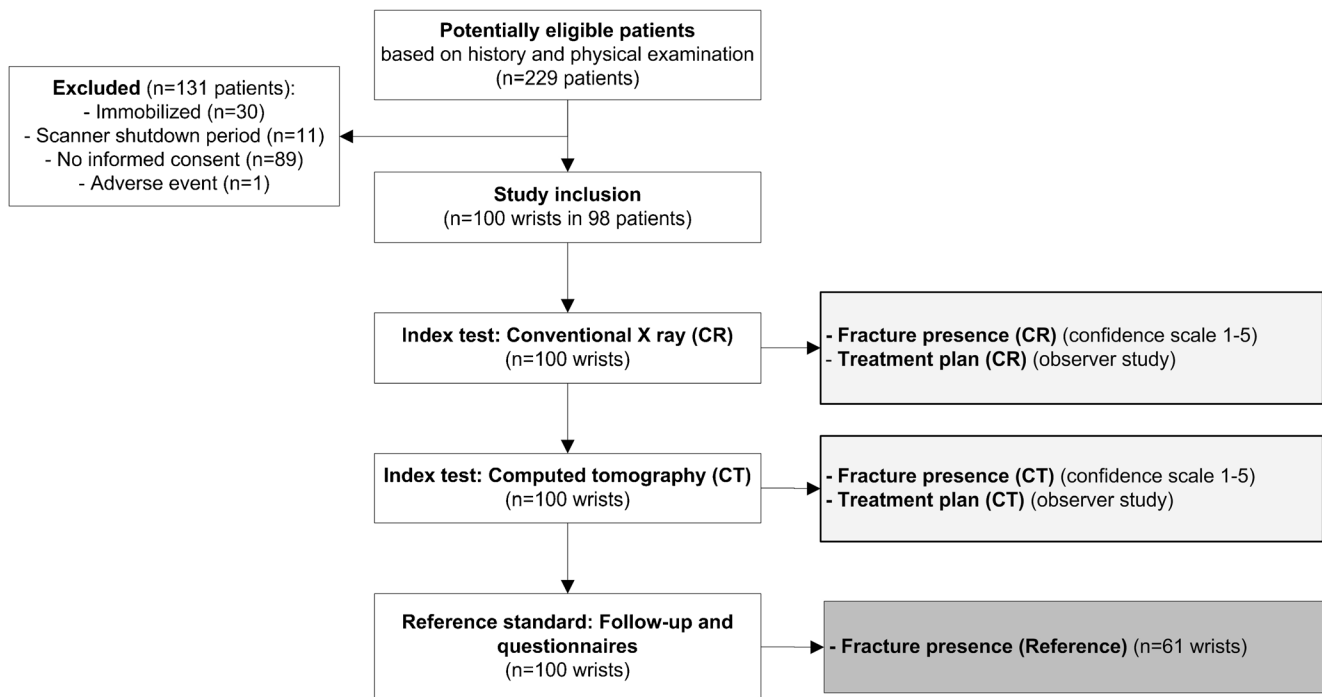 Potentially eligible patients
based on history and physical examination
(n=229 patients)
Excluded (n=131 patients):
- Immobilized (n=30)
- Scanner shutdown period (n=11)
- No informed consent (n=89)
- Adverse event (n=1)
Study inclusion
(n=100 wrists in 98 patients)
Index test: Conventional X ray (CR)
(n=100 wrists)
- Fracture presence (CR) (confidence scale 1-5)
- Treatment plan (CR) (observer study)
Index test: Computed tomography (CT)
(n=100 wrists)
- Fracture presence (CT) (confidence scale 1-5)
- Treatment plan (CT) (observer study)
Reference standard: Follow-up and
questionnaires
(n=100 wrists)
- Fracture presence (Reference) (n=61 wrists)